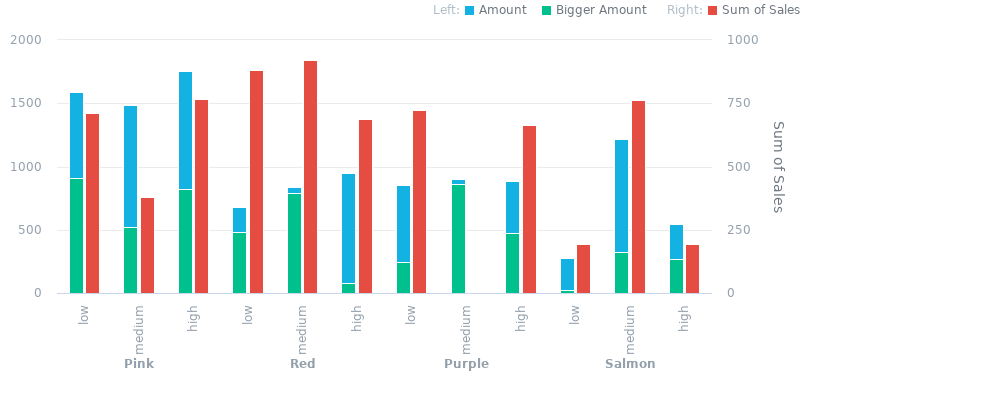 Left: Amount Bigger Amount Right: Sum of Sales
2000 1000
1500 750
1000 500
500 250
0 0
Sum of Sales
low medium high low medium high low medium high low medium high
Pink Red Purple Salmon